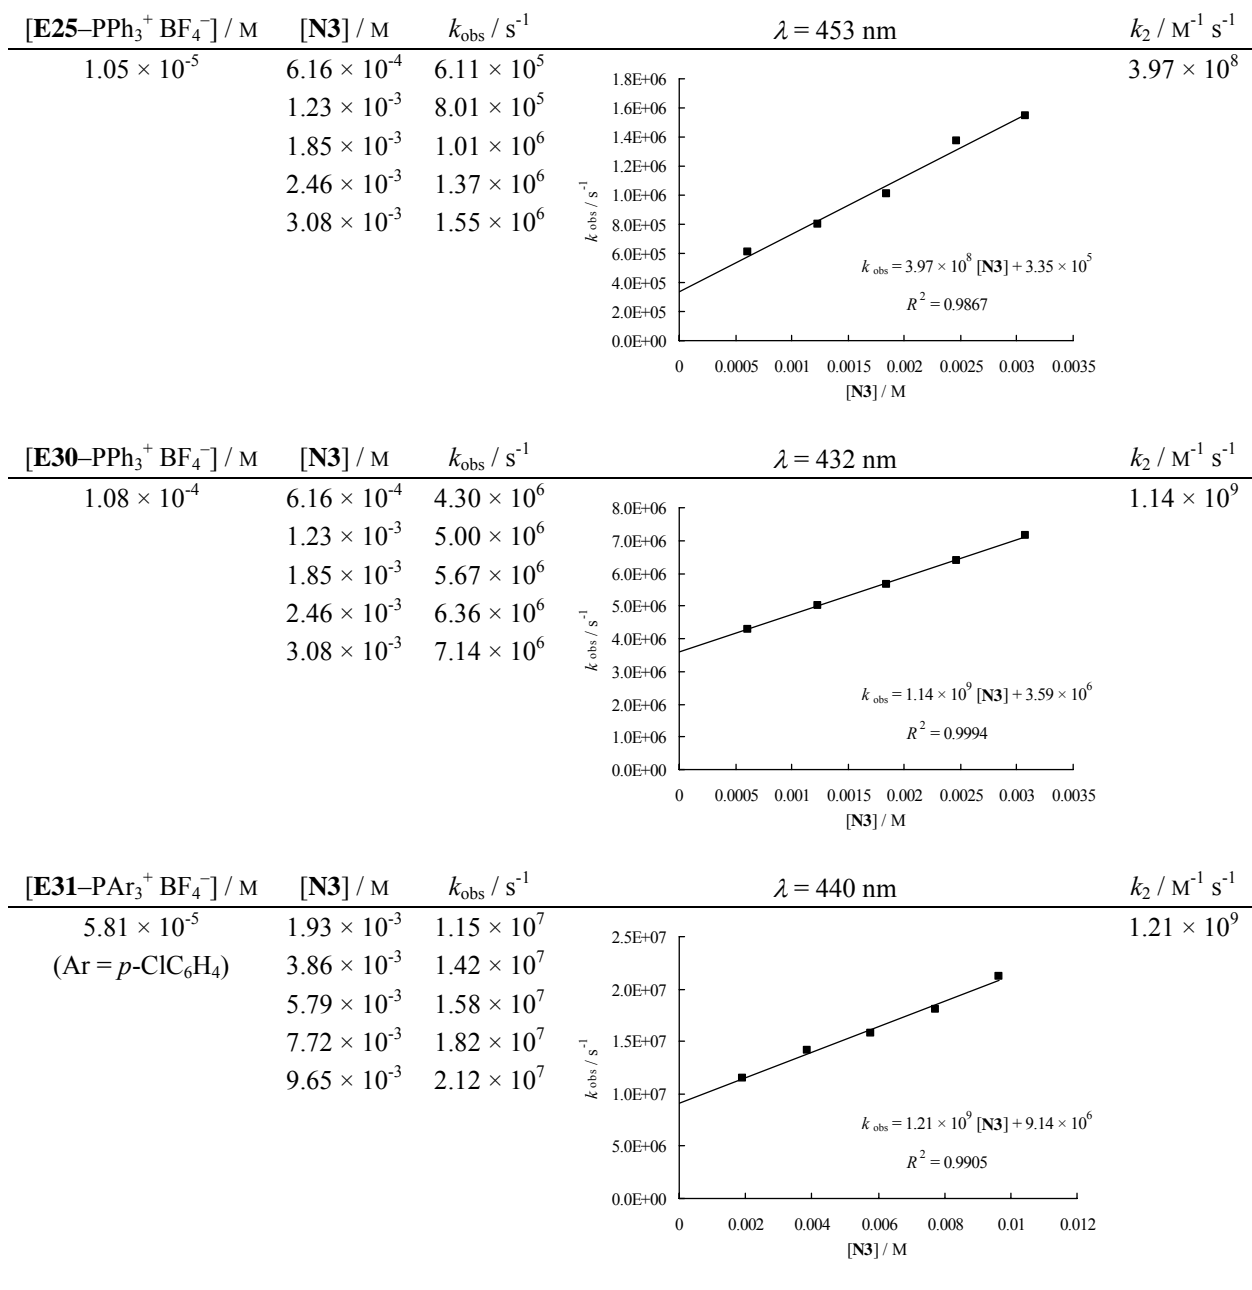 [E25–PPh₃⁺ BF₄⁻] / M [N3] / M k_obs / s⁻¹ λ = 453 nm k₂ / M⁻¹ s⁻¹
1.05 × 10⁻⁵ 6.16 × 10⁻⁴ 6.11 × 10⁵ 3.97 × 10⁸
1.23 × 10⁻³ 8.01 × 10⁵
1.85 × 10⁻³ 1.01 × 10⁶
2.46 × 10⁻³ 1.37 × 10⁶
3.08 × 10⁻³ 1.55 × 10⁶
1.8E+06
1.6E+06
1.4E+06
1.2E+06
1.0E+06
8.0E+05
6.0E+05
4.0E+05
2.0E+05
0.0E+00
k obs / s⁻¹
k obs = 3.97 × 10⁸ [N3] + 3.35 × 10⁵
R² = 0.9867
0 0.0005 0.001 0.0015 0.002 0.0025 0.003 0.0035
[N3] / M
[E30–PPh₃⁺ BF₄⁻] / M [N3] / M k_obs / s⁻¹ λ = 432 nm k₂ / M⁻¹ s⁻¹
1.08 × 10⁻⁴ 6.16 × 10⁻⁴ 4.30 × 10⁶ 1.14 × 10⁹
1.23 × 10⁻³ 5.00 × 10⁶
1.85 × 10⁻³ 5.67 × 10⁶
2.46 × 10⁻³ 6.36 × 10⁶
3.08 × 10⁻³ 7.14 × 10⁶
8.0E+06
7.0E+06
6.0E+06
5.0E+06
4.0E+06
3.0E+06
2.0E+06
1.0E+06
0.0E+00
k obs / s⁻¹
k obs = 1.14 × 10⁹ [N3] + 3.59 × 10⁶
R² = 0.9994
0 0.0005 0.001 0.0015 0.002 0.0025 0.003 0.0035
[N3] / M
[E31–PAr₃⁺ BF₄⁻] / M [N3] / M k_obs / s⁻¹ λ = 440 nm k₂ / M⁻¹ s⁻¹
5.81 × 10⁻⁵ 1.93 × 10⁻³ 1.15 × 10⁷ 1.21 × 10⁹
(Ar = p-ClC₆H₄) 3.86 × 10⁻³ 1.42 × 10⁷
5.79 × 10⁻³ 1.58 × 10⁷
7.72 × 10⁻³ 1.82 × 10⁷
9.65 × 10⁻³ 2.12 × 10⁷
2.5E+07
2.0E+07
1.5E+07
1.0E+07
5.0E+06
0.0E+00
k obs / s⁻¹
k obs = 1.21 × 10⁹ [N3] + 9.14 × 10⁶
R² = 0.9905
0 0.002 0.004 0.006 0.008 0.01 0.012
[N3] / M